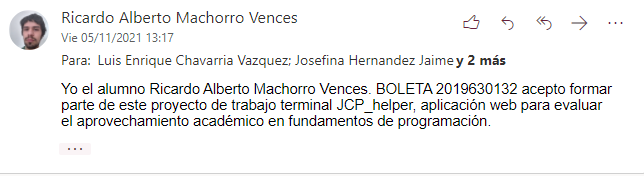 Ricardo Alberto Machorro Vences
Vie 05/11/2021 13:17
Para: Luis Enrique Chavarria Vazquez; Josefina Hernandez Jaime y 2 más
Yo el alumno Ricardo Alberto Machorro Vences. BOLETA 2019630132 acepto formar
parte de este proyecto de trabajo terminal JCP_helper, aplicación web para evaluar
el aprovechamiento académico en fundamentos de programación.